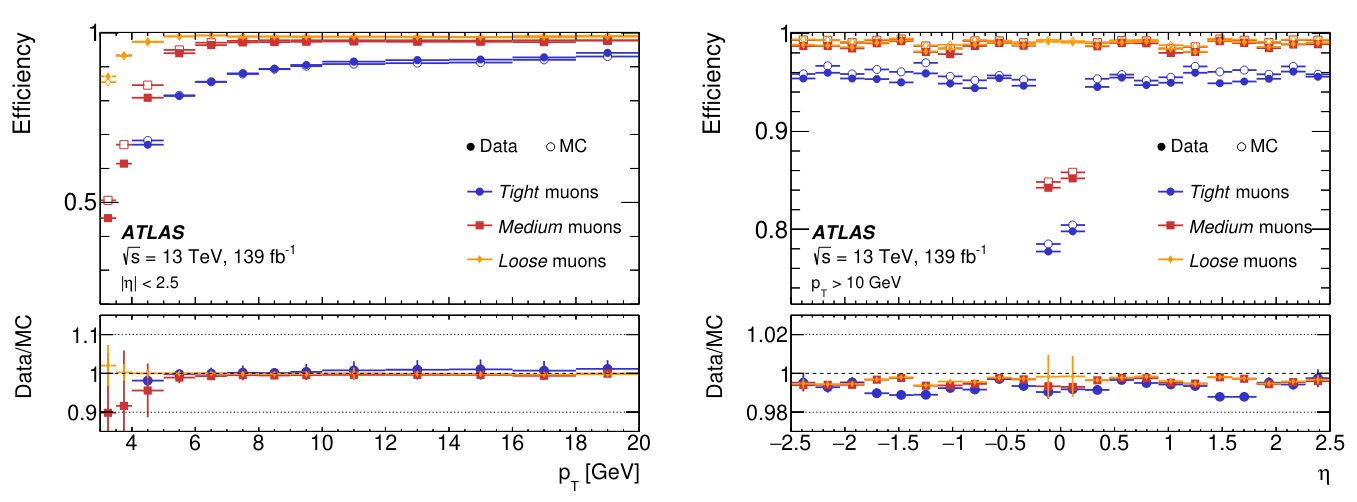 Efficiency
1
0.5
● Data ○ MC
Tight muons
Medium muons
Loose muons
ATLAS
√s = 13 TeV, 139 fb⁻¹
|η| < 2.5
Data/MC
1.1
1
0.9
4 6 8 10 12 14 16 18 20
p_T [GeV]
Efficiency
1
0.9
0.8
● Data ○ MC
Tight muons
Medium muons
Loose muons
ATLAS
√s = 13 TeV, 139 fb⁻¹
p_T > 10 GeV
Data/MC
1.02
1
0.98
−2.5 −2 −1.5 −1 −0.5 0 0.5 1 1.5 2 2.5
η